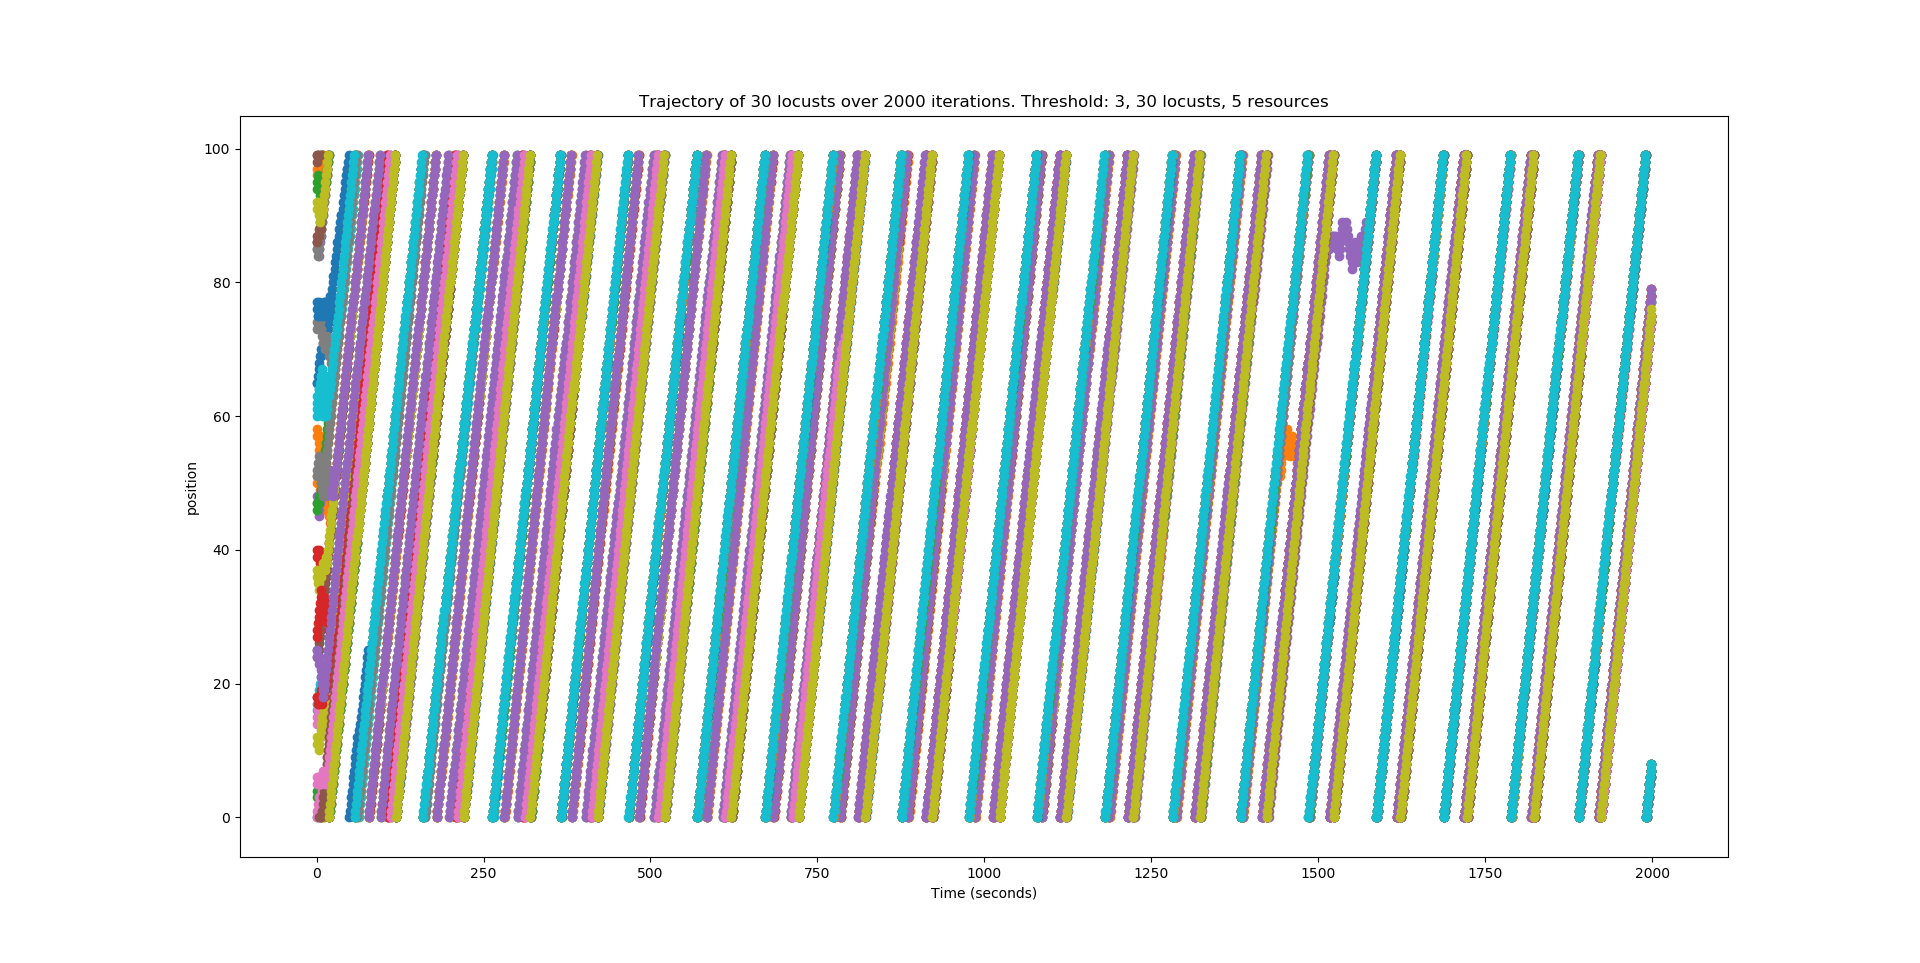 Trajectory of 30 locusts over 2000 iterations. Threshold: 3, 30 locusts, 5 resources
100
80
60
40
20
0
position
0 250 500 750 1000 1250 1500 1750 2000
Time (seconds)